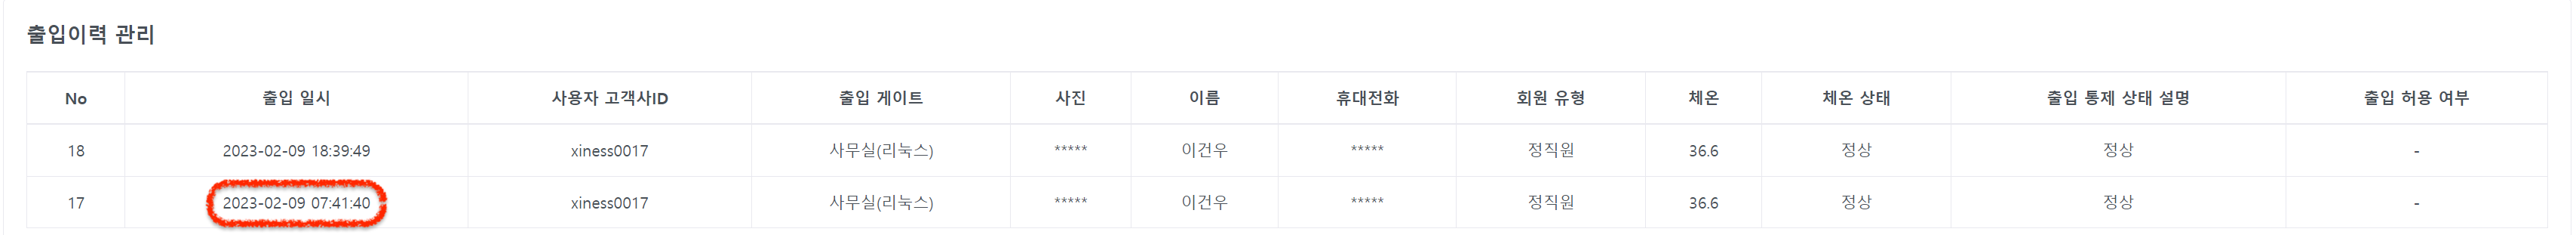 출입이력 관리
No 출입 일시 사용자 고객사ID 출입 게이트 사진 이름 휴대전화 회원 유형 체온 체온 상태 출입 통제 상태 설명 출입 허용 여부
18 2023-02-09 18:39:49 xiness0017 사무실(리눅스) ***** 이건우 ***** 정직원 36.6 정상 정상 -
17 2023-02-09 07:41:40 xiness0017 사무실(리눅스) ***** 이건우 ***** 정직원 36.6 정상 정상 -